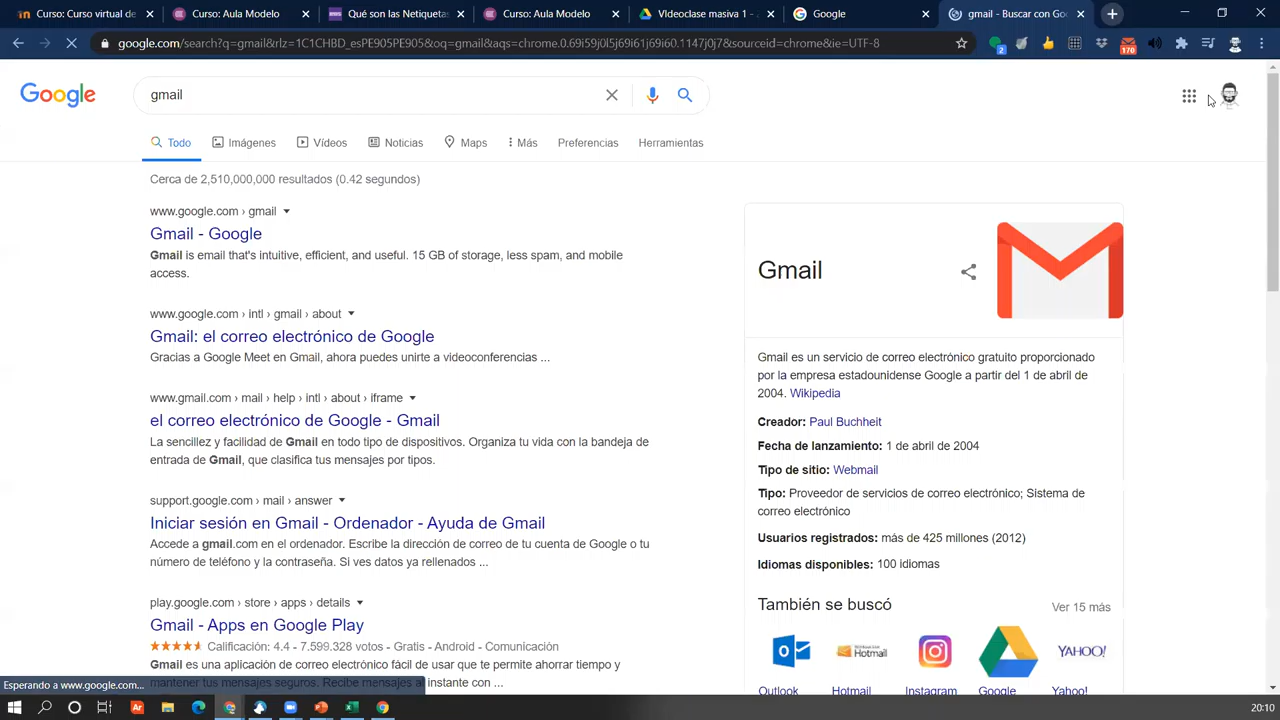 Curso: Curso virtual de
Curso: Aula Modelo
Qué son las Netiquetas
Curso: Aula Modelo
Videoclase masiva 1 -
Google
gmail - Buscar con Goo
google.com/search?q=gmail&rlz=1C1CHBD_esPE905PE905&oq=gmail&aqs=chrome.0.69i59j0l5j69i61j69i60.1147j0j7&sourceid=chrome&ie=UTF-8
2
170
Google
gmail
Todo
Imágenes
Vídeos
Noticias
Maps
Más
Preferencias
Herramientas
Cerca de 2,510,000,000 resultados (0.42 segundos)
www.google.com › gmail
Gmail - Google
Gmail is email that's intuitive, efficient, and useful. 15 GB of storage, less spam, and mobile
access.
www.google.com › intl › gmail › about
Gmail: el correo electrónico de Google
Gracias a Google Meet en Gmail, ahora puedes unirte a videoconferencias ...
www.gmail.com › mail › help › intl › about › iframe
el correo electrónico de Google - Gmail
La sencillez y facilidad de Gmail en todo tipo de dispositivos. Organiza tu vida con la bandeja de
entrada de Gmail, que clasifica tus mensajes por tipos.
support.google.com › mail › answer
Iniciar sesión en Gmail - Ordenador - Ayuda de Gmail
Accede a gmail.com en el ordenador. Escribe la dirección de correo de tu cuenta de Google o tu
número de teléfono y la contraseña. Si ves datos ya rellenados ...
play.google.com › store › apps › details
Gmail - Apps en Google Play
Calificación: 4.4 - 7.599.328 votos - Gratis - Android - Comunicación
Gmail es una aplicación de correo electrónico fácil de usar que te permite ahorrar tiempo y
mantener tus mensajes seguros. Recibe mensajes al instante con ...
Esperando a www.google.com...
Gmail
Gmail es un servicio de correo electrónico gratuito proporcionado
por la empresa estadounidense Google a partir del 1 de abril de
2004. Wikipedia
Creador: Paul Buchheit
Fecha de lanzamiento: 1 de abril de 2004
Tipo de sitio: Webmail
Tipo: Proveedor de servicios de correo electrónico; Sistema de
correo electrónico
Usuarios registrados: más de 425 millones (2012)
Idiomas disponibles: 100 idiomas
También se buscó
Ver 15 más
Hotmail
YAHOO!
Outlook
Hotmail
Instagram
Google
Yahoo!
Ar
20:10